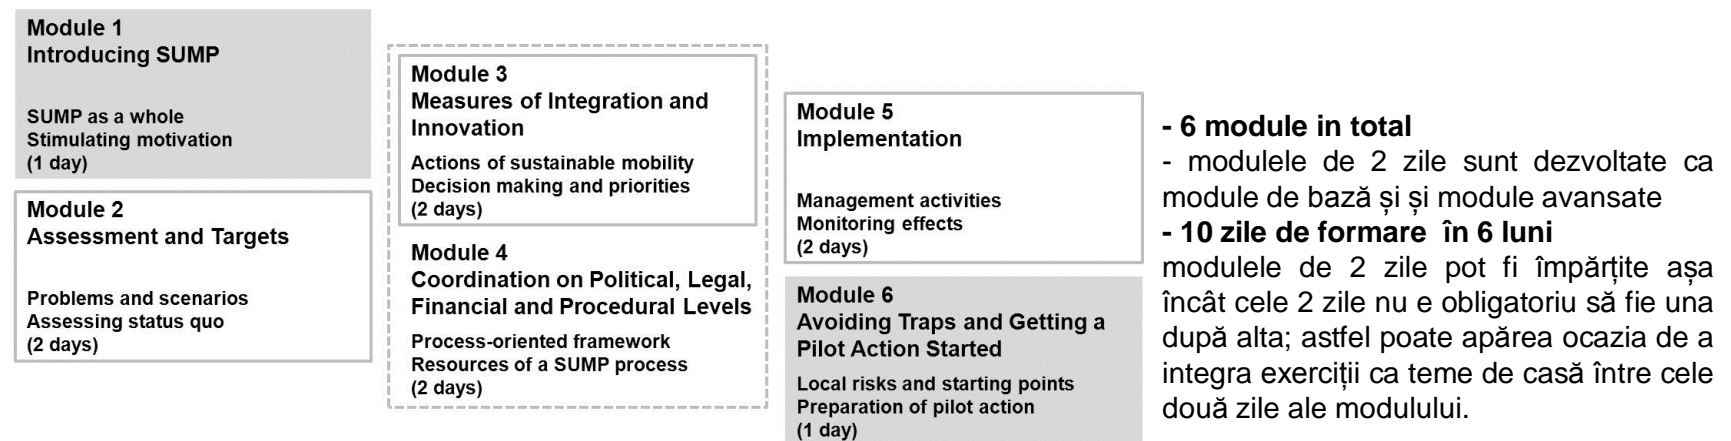 Module 1
Introducing SUMP
SUMP as a whole
Stimulating motivation
(1 day)
Module 2
Assessment and Targets
Problems and scenarios
Assessing status quo
(2 days)
Module 3
Measures of Integration and
Innovation
Actions of sustainable mobility
Decision making and priorities
(2 days)
Module 4
Coordination on Political, Legal,
Financial and Procedural Levels
Process-oriented framework
Resources of a SUMP process
(2 days)
Module 5
Implementation
Management activities
Monitoring effects
(2 days)
Module 6
Avoiding Traps and Getting a
Pilot Action Started
Local risks and starting points
Preparation of pilot action
(1 day)
- 6 module in total
- modulele de 2 zile sunt dezvoltate ca
module de bază și și module avansate
- 10 zile de formare în 6 luni
modulele de 2 zile pot fi împărțite așa
încât cele 2 zile nu e obligatoriu să fie una
după alta; astfel poate apărea ocazia de a
integra exerciții ca teme de casă între cele
două zile ale modulului.